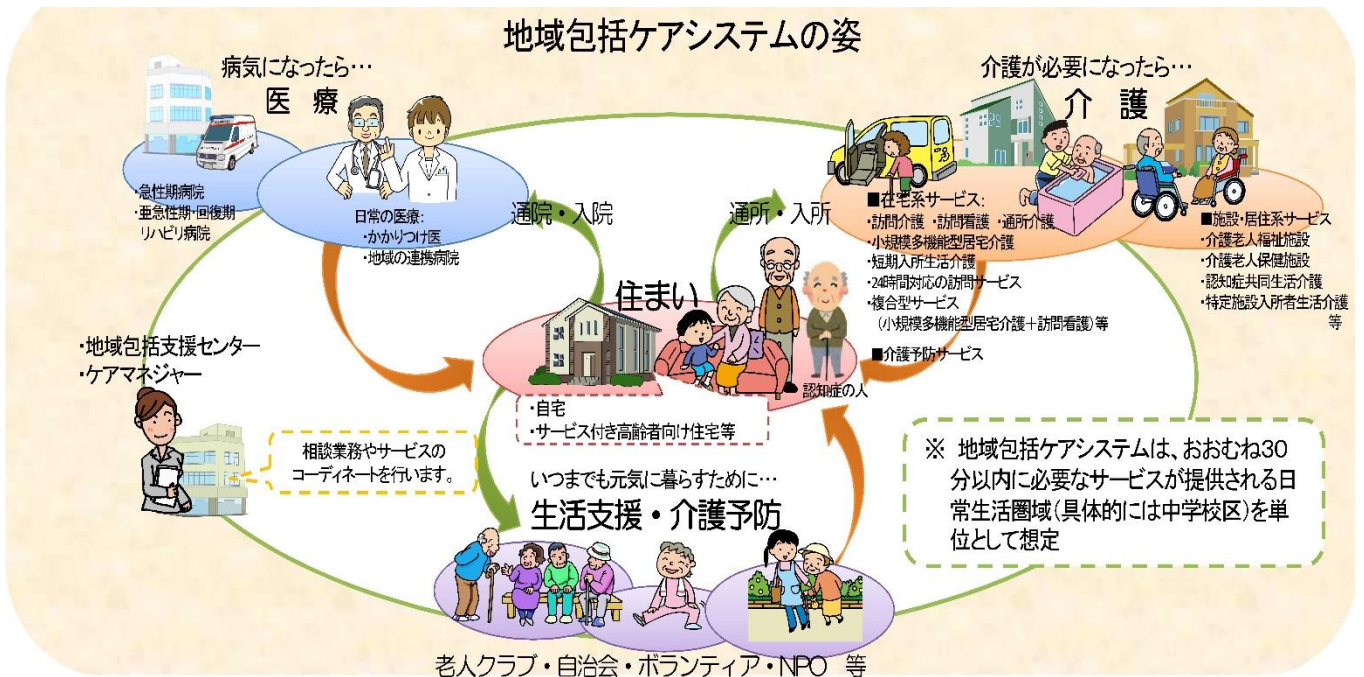 地域包括ケアシステムの姿
病気になったら…
医 療
・急性期病院
・亜急性期・回復期
リハビリ病院
日常の医療:
・かかりつけ医
・地域の連携病院
通院・入院
通所・入所
介護が必要になったら…
介 護
■在宅系サービス:
・訪問介護 ・訪問看護 ・通所介護
・小規模多機能型居宅介護
・短期入所生活介護
・24時間対応の訪問サービス
・複合型サービス
(小規模多機能型居宅介護+訪問看護)等
■介護予防サービス
■施設・居住系サービス
・介護老人福祉施設
・介護老人保健施設
・認知症共同生活介護
・特定施設入所者生活介護
等
住まい
認知症の人
・自宅
・サービス付き高齢者向け住宅等
・地域包括支援センター
・ケアマネジャー
相談業務やサービスの
コーディネートを行います。
いつまでも元気に暮らすために…
生活支援・介護予防
老人クラブ・自治会・ボランティア・NPO 等
※ 地域包括ケアシステムは、おおむね30
分以内に必要なサービスが提供される日
常生活圏域(具体的には中学校区)を単
位として想定